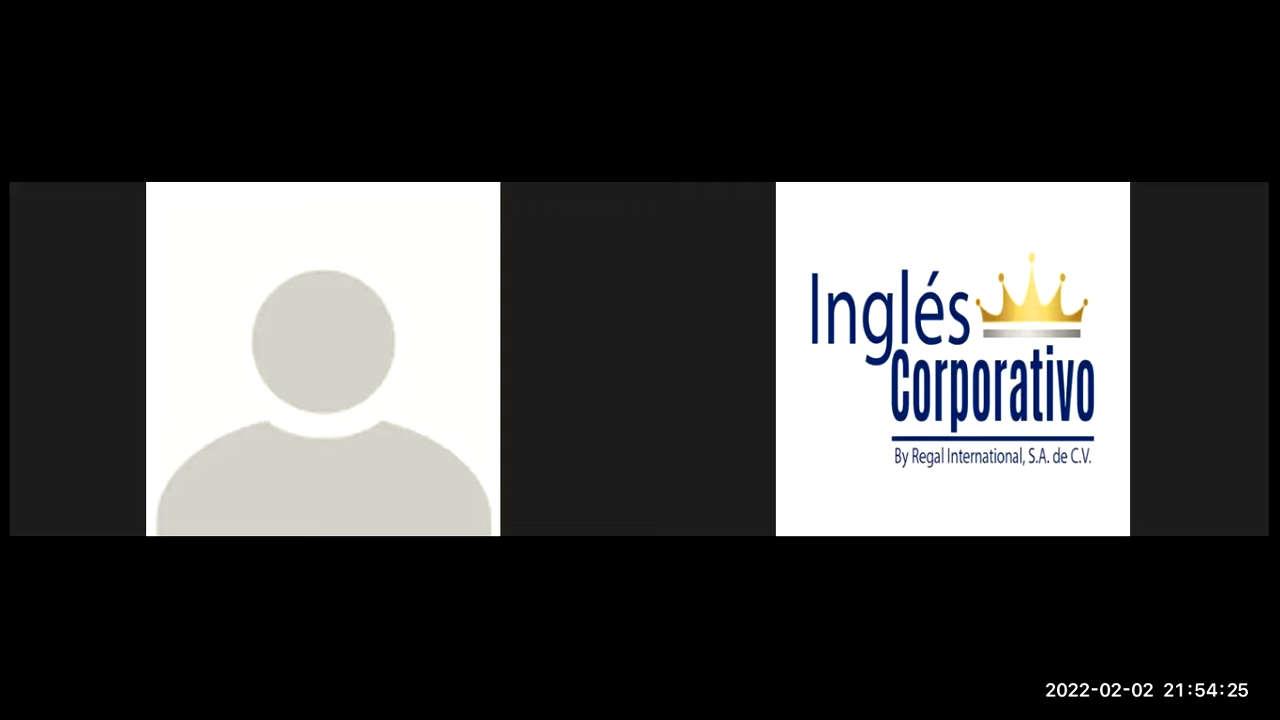 Inglés
Corporativo
By Regal International, S.A. de C.V.
2022-02-02 21:54:25